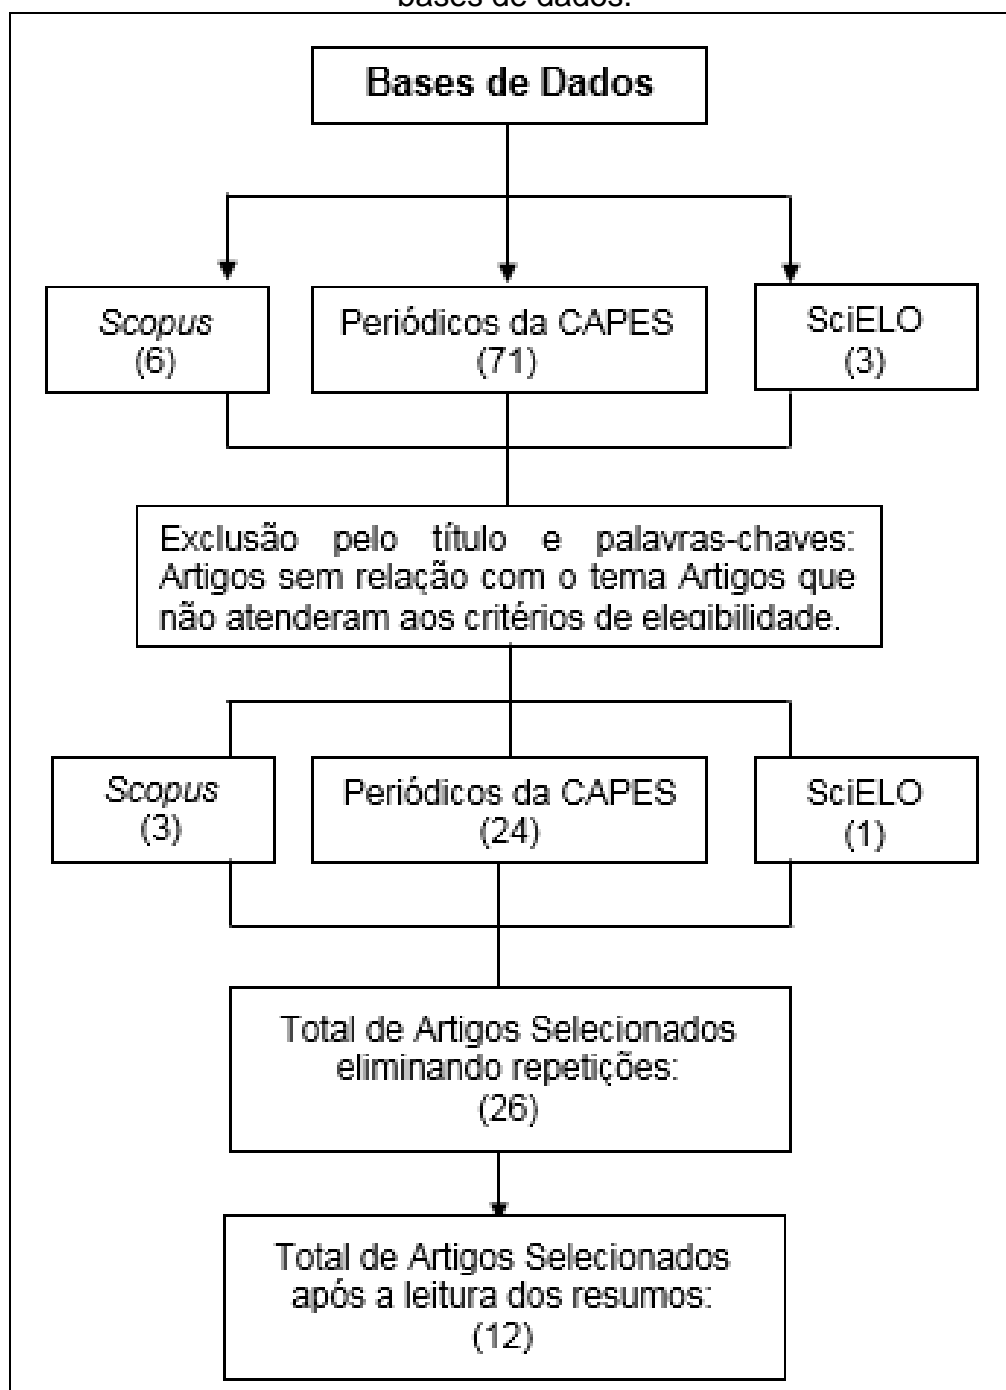 bases de dados.
Bases de Dados
Scopus
(6)
Periódicos da CAPES
(71)
SciELO
(3)
Exclusão pelo título e palavras-chaves:
Artigos sem relação com o tema Artigos que
não atenderam aos critérios de elegibilidade.
Scopus
(3)
Periódicos da CAPES
(24)
SciELO
(1)
Total de Artigos Selecionados
eliminando repetições:
(26)
Total de Artigos Selecionados
após a leitura dos resumos:
(12)